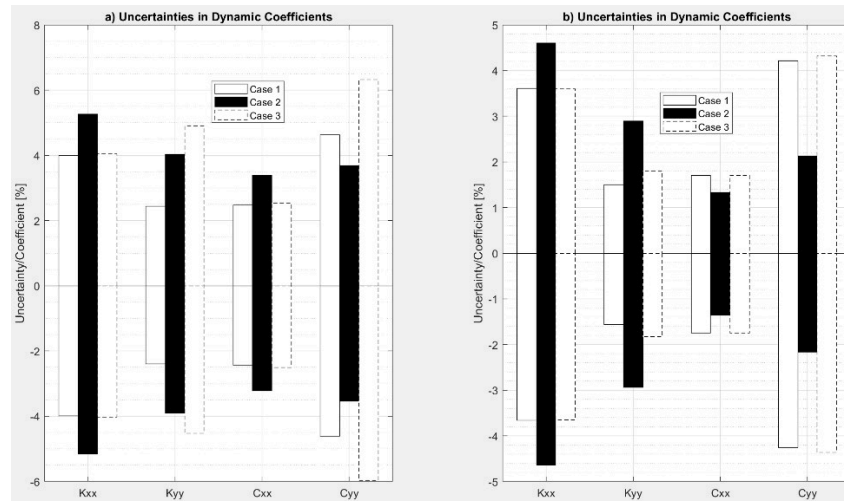 a) Uncertainties in Dynamic Coefficients
Uncertainty/Coefficient [%]
8
6
4
2
0
-2
-4
-6
Case 1
Case 2
Case 3
Kxx Kyy Cxx Cyy
b) Uncertainties in Dynamic Coefficients
Uncertainty/Coefficient [%]
5
4
3
2
1
0
-1
-2
-3
-4
-5
Case 1
Case 2
Case 3
Kxx Kyy Cxx Cyy